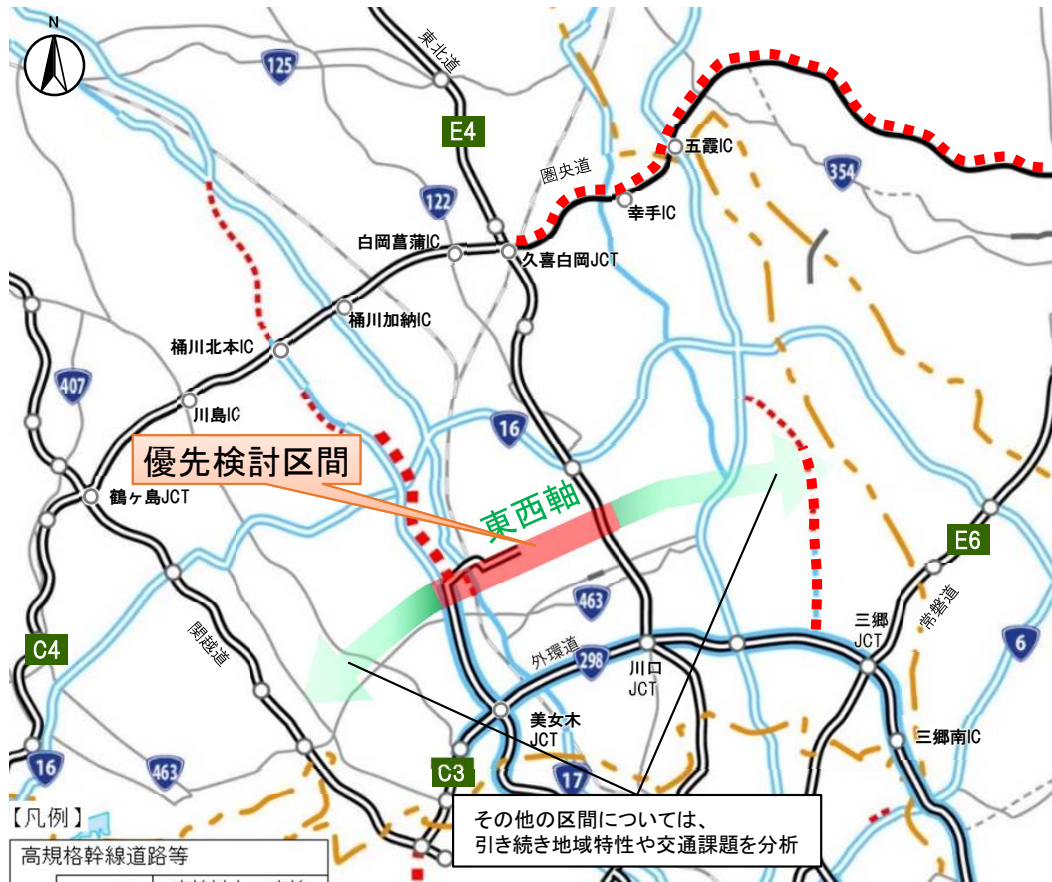 N
125
東北道
E4
圏央道
五霞IC
354
122
幸手IC
白岡菖蒲IC
久喜白岡JCT
桶川加納IC
桶川北本IC
407
川島IC
16
優先検討区間
鶴ヶ島JCT
東西軸
E6
463
常磐道
関越道
C4
外環道
298
三郷
JCT
6
川口
JCT
美女木
JCT
三郷南IC
16
463
C3
17
その他の区間については、
引き続き地域特性や交通課題を分析
【凡例】
高規格幹線道路等